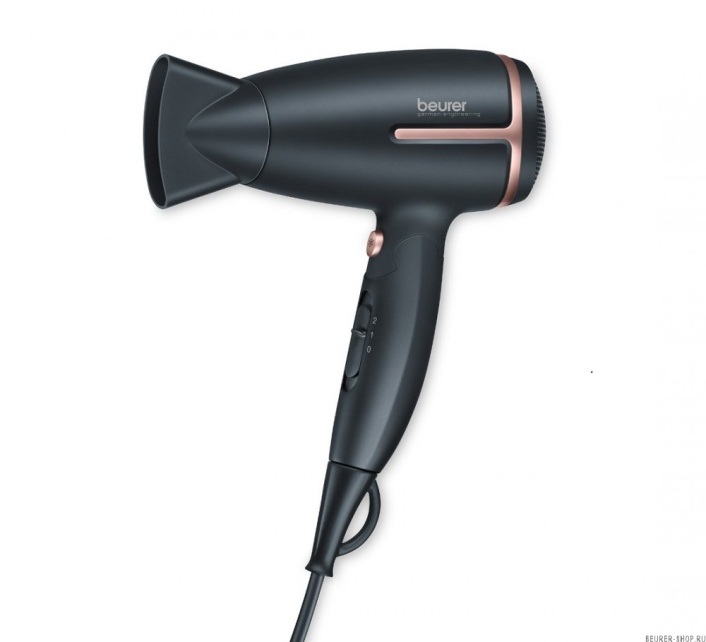 beurer
german engineering
2
1
0
BEURER-SHOP.RU